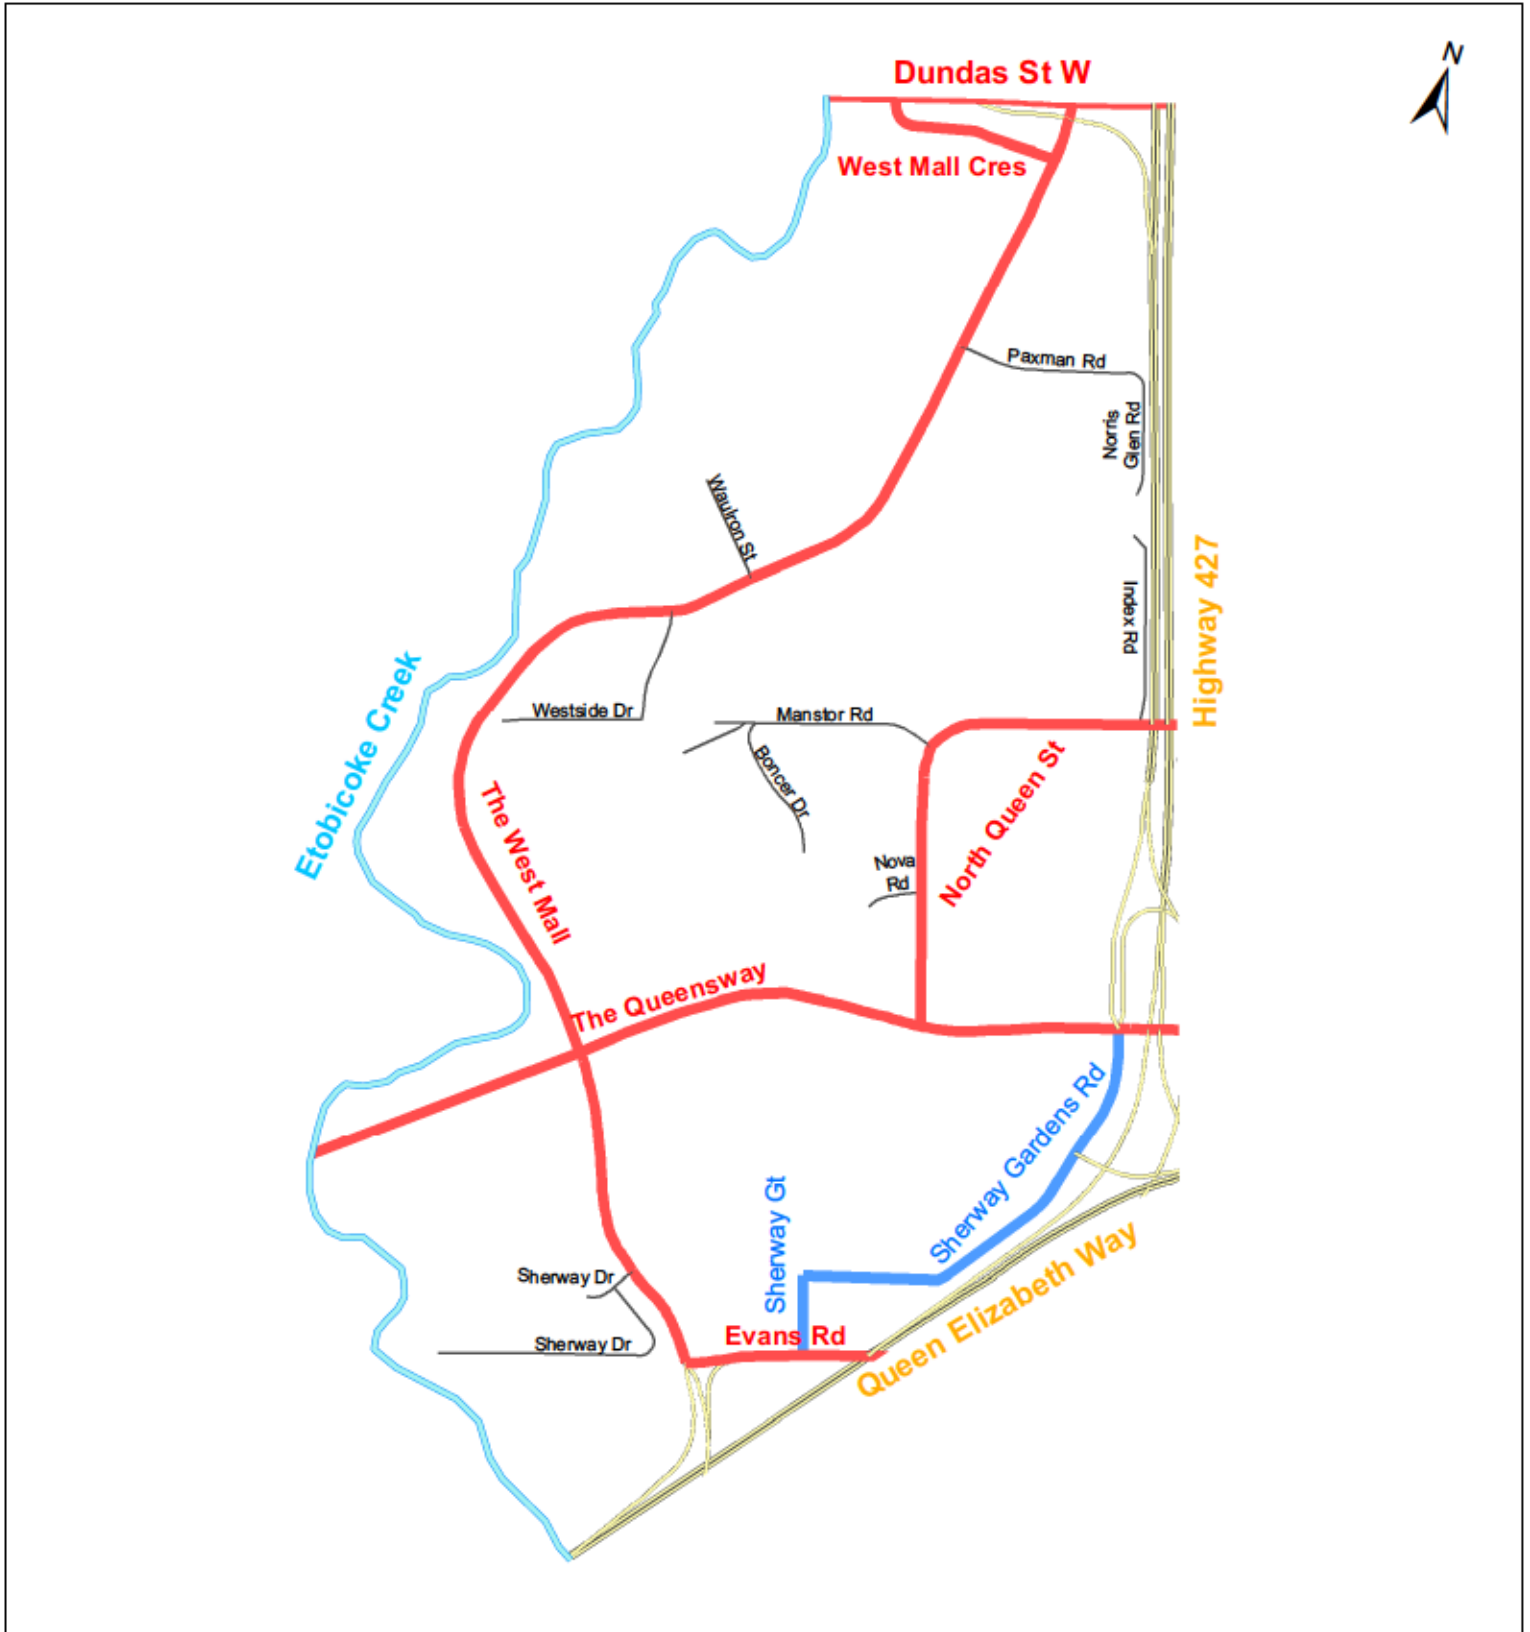 N
Dundas St W
West Mall Cres
Paxman Rd
Norris
Glen Rd
Waulron St
Highway 427
Index Rd
Etobicoke Creek
Westside Dr
Manstor Rd
Boncer Dr
North Queen St
The West Mall
Nova
Rd
The Queensway
Sherway Gardens Rd
Sherway Gt
Queen Elizabeth Way
Sherway Dr
Evans Rd
Sherway Dr